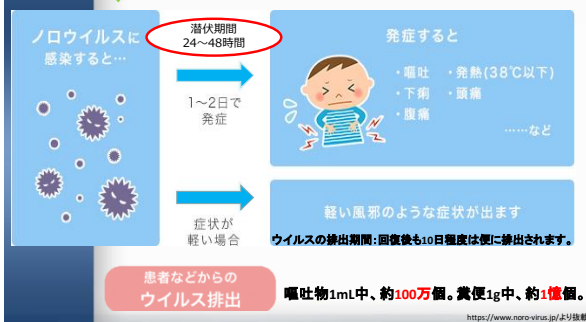 ノロウイルスに
感染すると…
潜伏期間
24～48時間
1～2日で
発症
発症すると
・嘔吐 ・発熱(38℃以下)
・下痢 ・頭痛
・腹痛
……など
症状が
軽い場合
軽い風邪のような症状が出ます
ウイルスの排出期間：回復後も10日程度は便に排出されます。
患者などからの
ウイルス排出
嘔吐物1mL中、約100万個。糞便1g中、約1億個。
https://www.noro-virus.jp/より抜粋